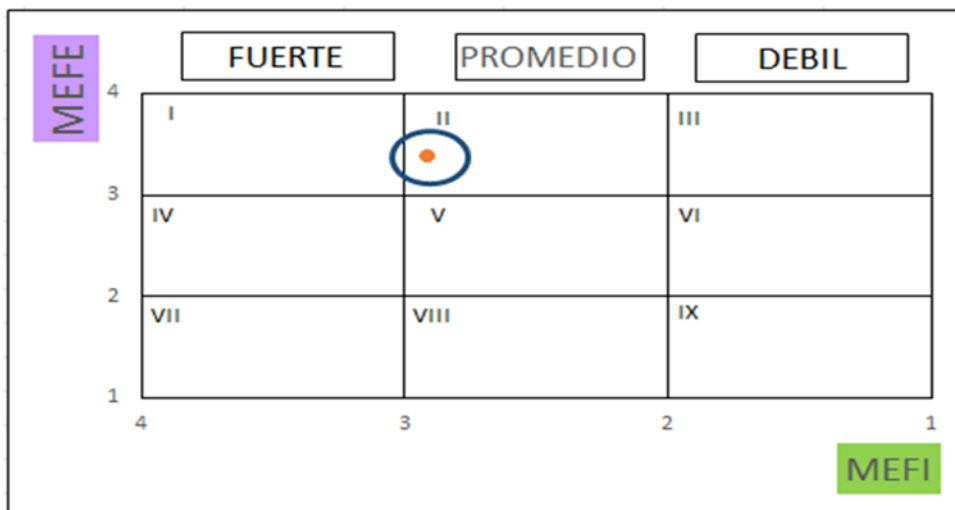 MEFE
FUERTE
PROMEDIO
DEBIL
4
I
II
III
3
IV
V
VI
2
VII
VIII
IX
1
4
3
2
1
MEFI